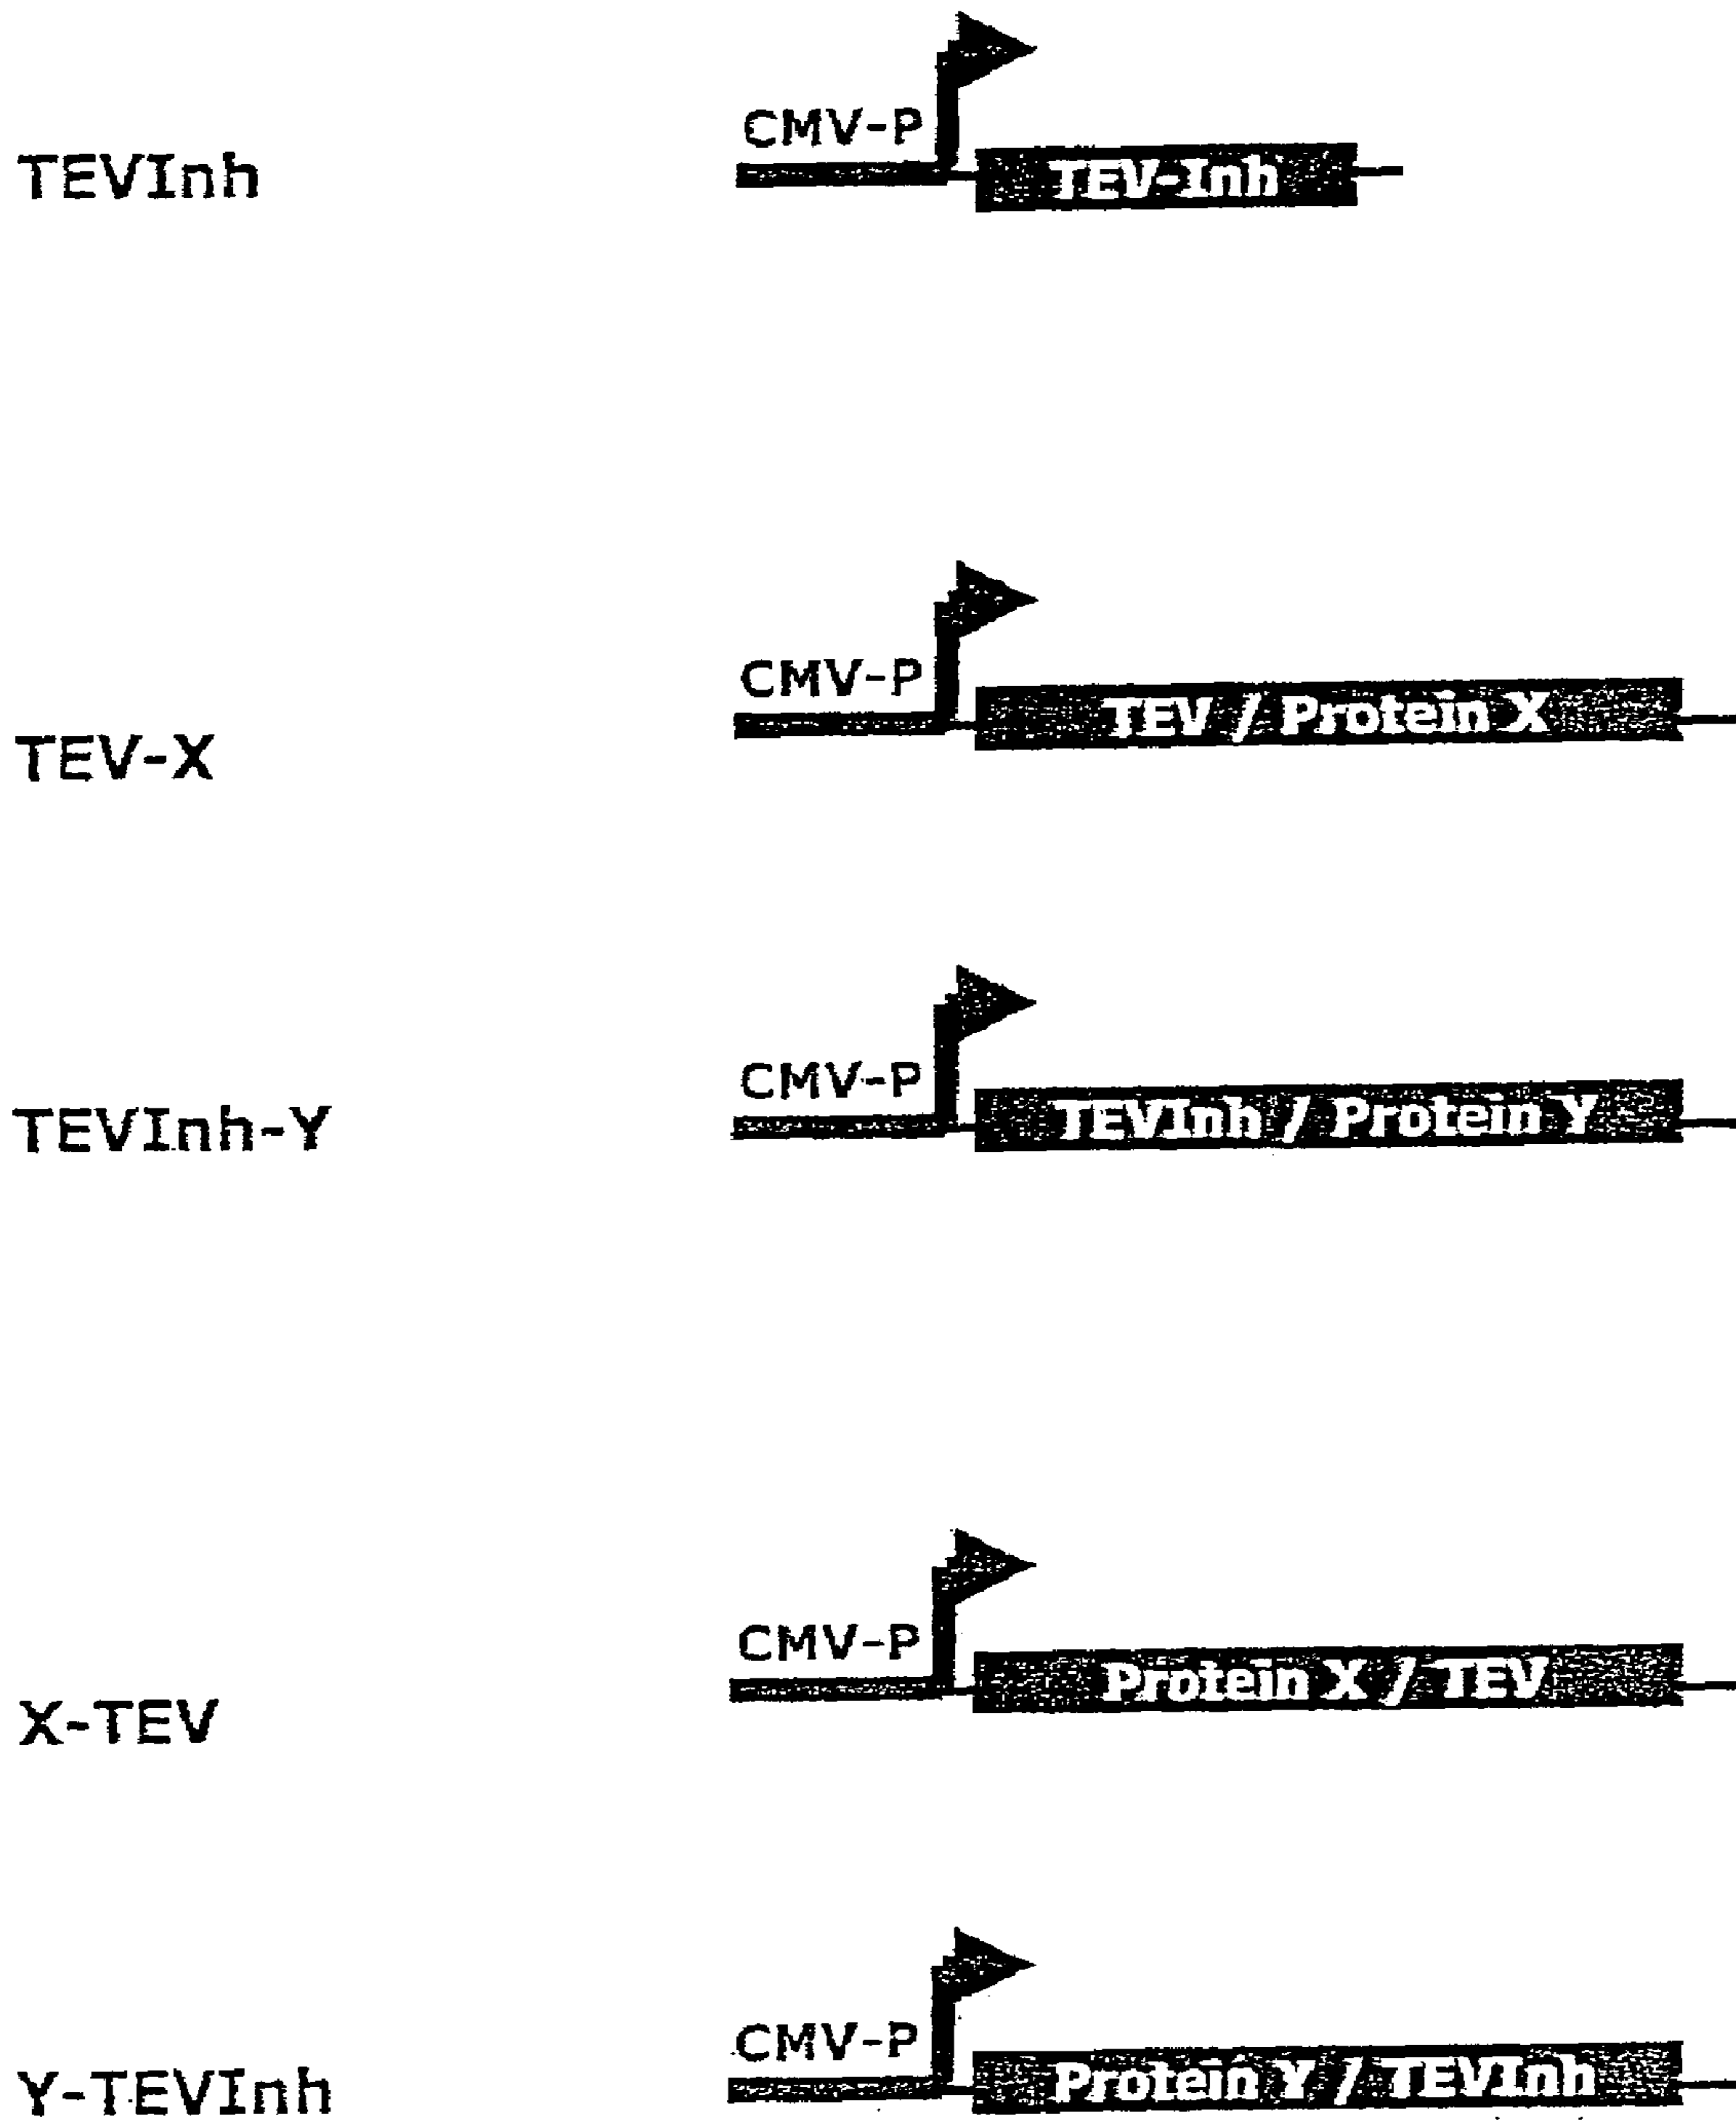 CMV-P
TEVInh
TEV-Inh
CMV-P
TEV-X
TEV / Protein X
CMV-P
TEVInh-Y
TEVInh / Protein Y
CMV-P
X-TEV
Protein X / TEV
CMV-P
Y-TEVInh
Protein Y / TEVInh